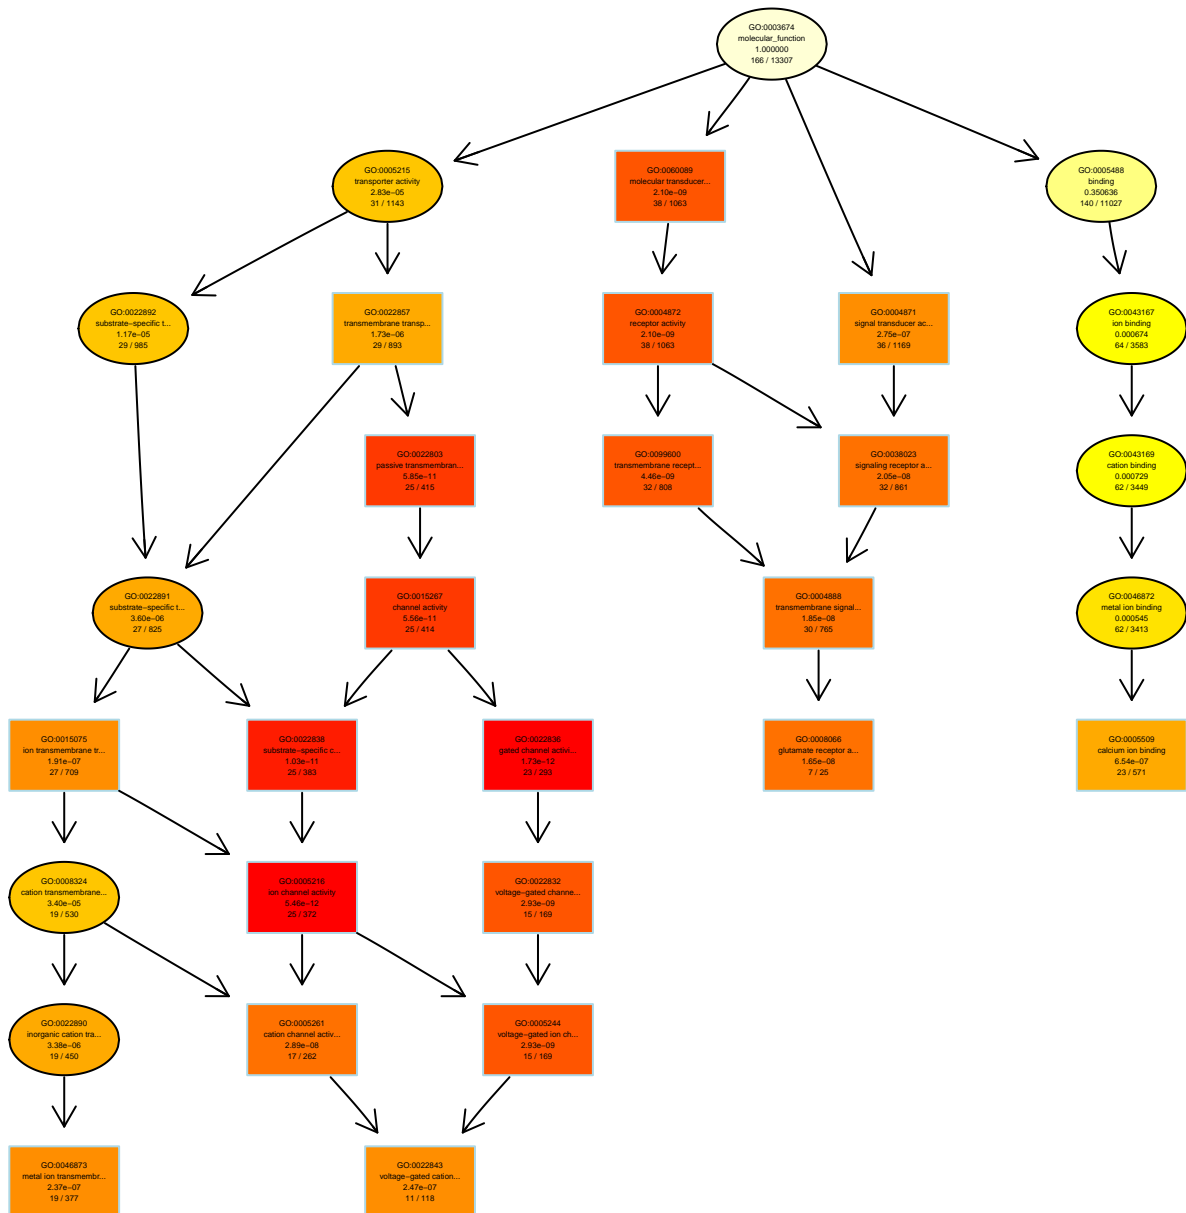 GO:0003674
molecular_function
1.000000
166 / 13307
GO:0005215
transporter activity
2.83e−05
31 / 1143
GO:0060089
molecular transducer...
2.10e−09
38 / 1063
GO:0005488
binding
0.350636
140 / 11027
GO:0022892
substrate−specific t...
1.17e−05
29 / 985
GO:0022857
transmembrane transp...
1.73e−06
29 / 893
GO:0004872
receptor activity
2.10e−09
38 / 1063
GO:0004871
signal transducer ac...
2.75e−07
36 / 1169
GO:0043167
ion binding
0.000674
64 / 3583
GO:0022803
passive transmembran...
5.85e−11
25 / 415
GO:0099600
transmembrane recept...
4.46e−09
32 / 808
GO:0038023
signaling receptor a...
2.05e−08
32 / 861
GO:0043169
cation binding
0.000729
62 / 3449
GO:0022891
substrate−specific t...
3.60e−06
27 / 825
GO:0015267
channel activity
5.56e−11
25 / 414
GO:0004888
transmembrane signal...
1.85e−08
30 / 765
GO:0046872
metal ion binding
0.000545
62 / 3413
GO:0015075
ion transmembrane tr...
1.91e−07
27 / 709
GO:0022838
substrate−specific c...
1.03e−11
25 / 383
GO:0022836
gated channel activi...
1.73e−12
23 / 293
GO:0008066
glutamate receptor a...
1.65e−08
7 / 25
GO:0005509
calcium ion binding
6.54e−07
23 / 571
GO:0008324
cation transmembrane...
3.40e−05
19 / 530
GO:0005216
ion channel activity
5.46e−12
25 / 372
GO:0022832
voltage−gated channe...
2.93e−09
15 / 169
GO:0022890
inorganic cation tra...
3.38e−06
19 / 450
GO:0005261
cation channel activ...
2.89e−08
17 / 262
GO:0005244
voltage−gated ion ch...
2.93e−09
15 / 169
GO:0046873
metal ion transmembr...
2.37e−07
19 / 377
GO:0022843
voltage−gated cation...
2.47e−07
11 / 118